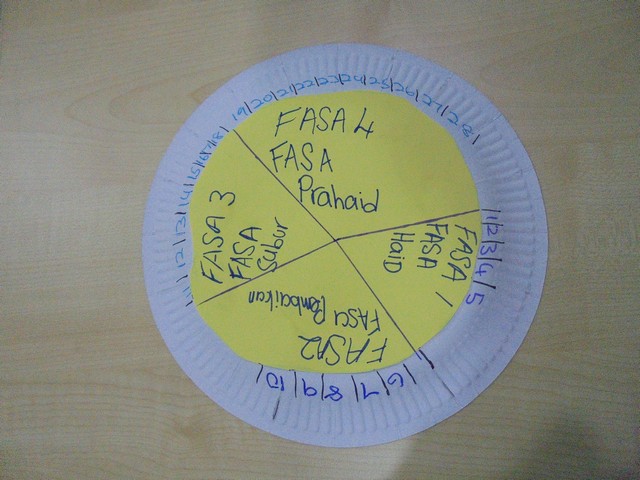 FASA 4
FASA
Prahaid
FASA 1
FASA
HaiD
FASA 2
FASA Pembaikan
FASA 3
FASA
Subur
1 2 3 4 5
6 7 8 9 10
11 12 13 14 15 16 17 18
19 20 21 22 23 24 25 26 27 28